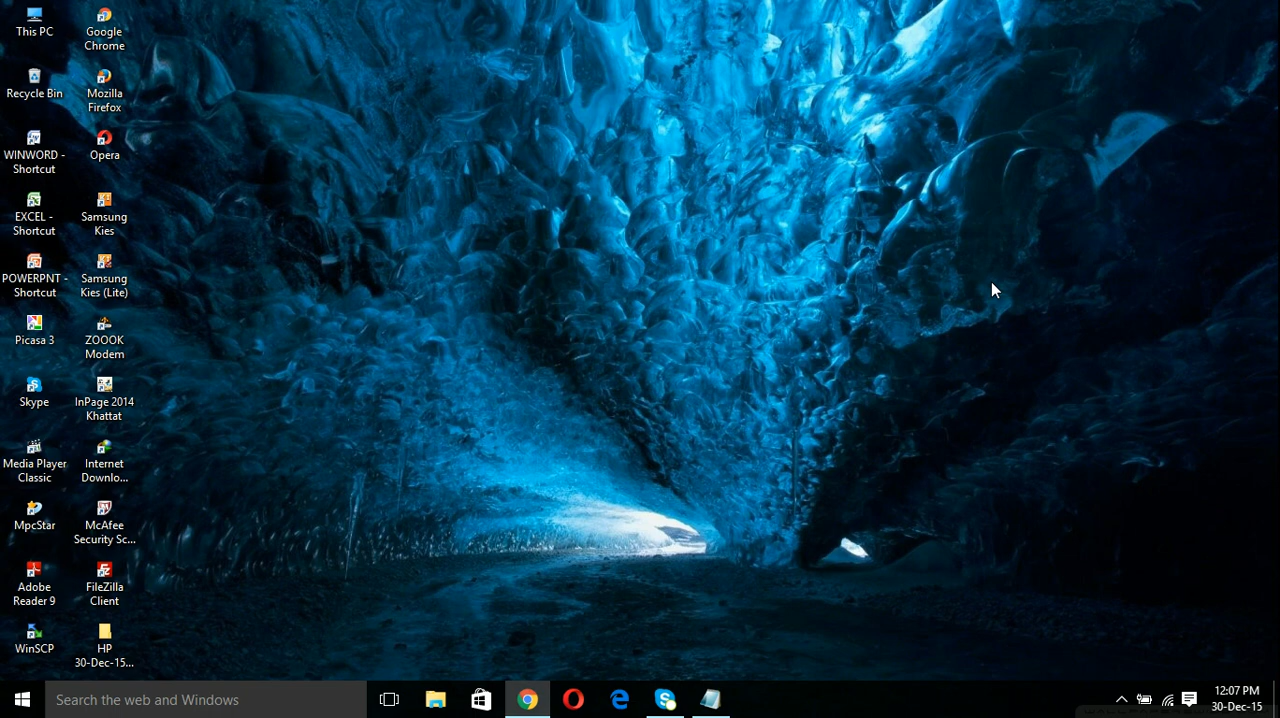 This PC
Google
Chrome
Recycle Bin
Mozilla
Firefox
WINWORD -
Shortcut
Opera
EXCEL -
Shortcut
Samsung
Kies
POWERPNT -
Shortcut
Samsung
Kies (Lite)
Picasa 3
ZOOOK
Modem
Skype
InPage 2014
Khattat
Media Player
Classic
Internet
Downlo...
MpcStar
McAfee
Security Sc...
Adobe
Reader 9
FileZilla
Client
WinSCP
HP
30-Dec-15...
Search the web and Windows
12:07 PM
30-Dec-15